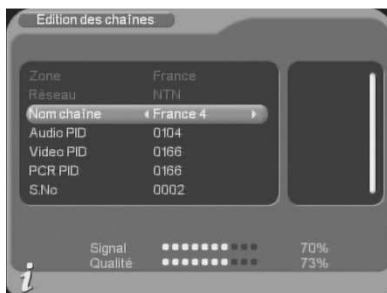 Edition des chaînes
Zone France
Réseau NTN
Nom chaîne France 4
Audio PID 0104
Video PID 0166
PCR PID 0166
S.No 0002
Signal 70%
Qualité 73%
i